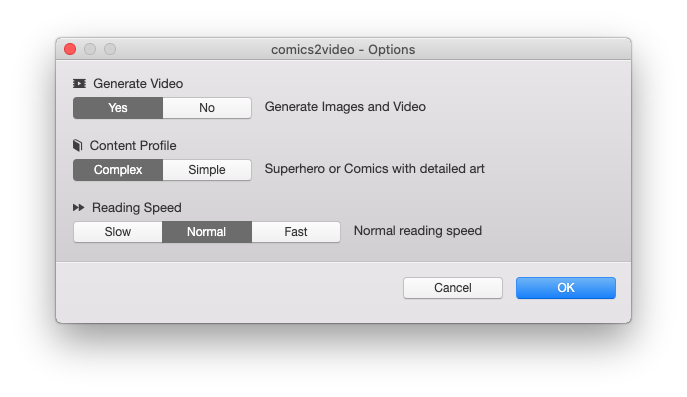 comics2video - Options
Generate Video
Yes No Generate Images and Video
Content Profile
Complex Simple Superhero or Comics with detailed art
Reading Speed
Slow Normal Fast Normal reading speed
Cancel OK